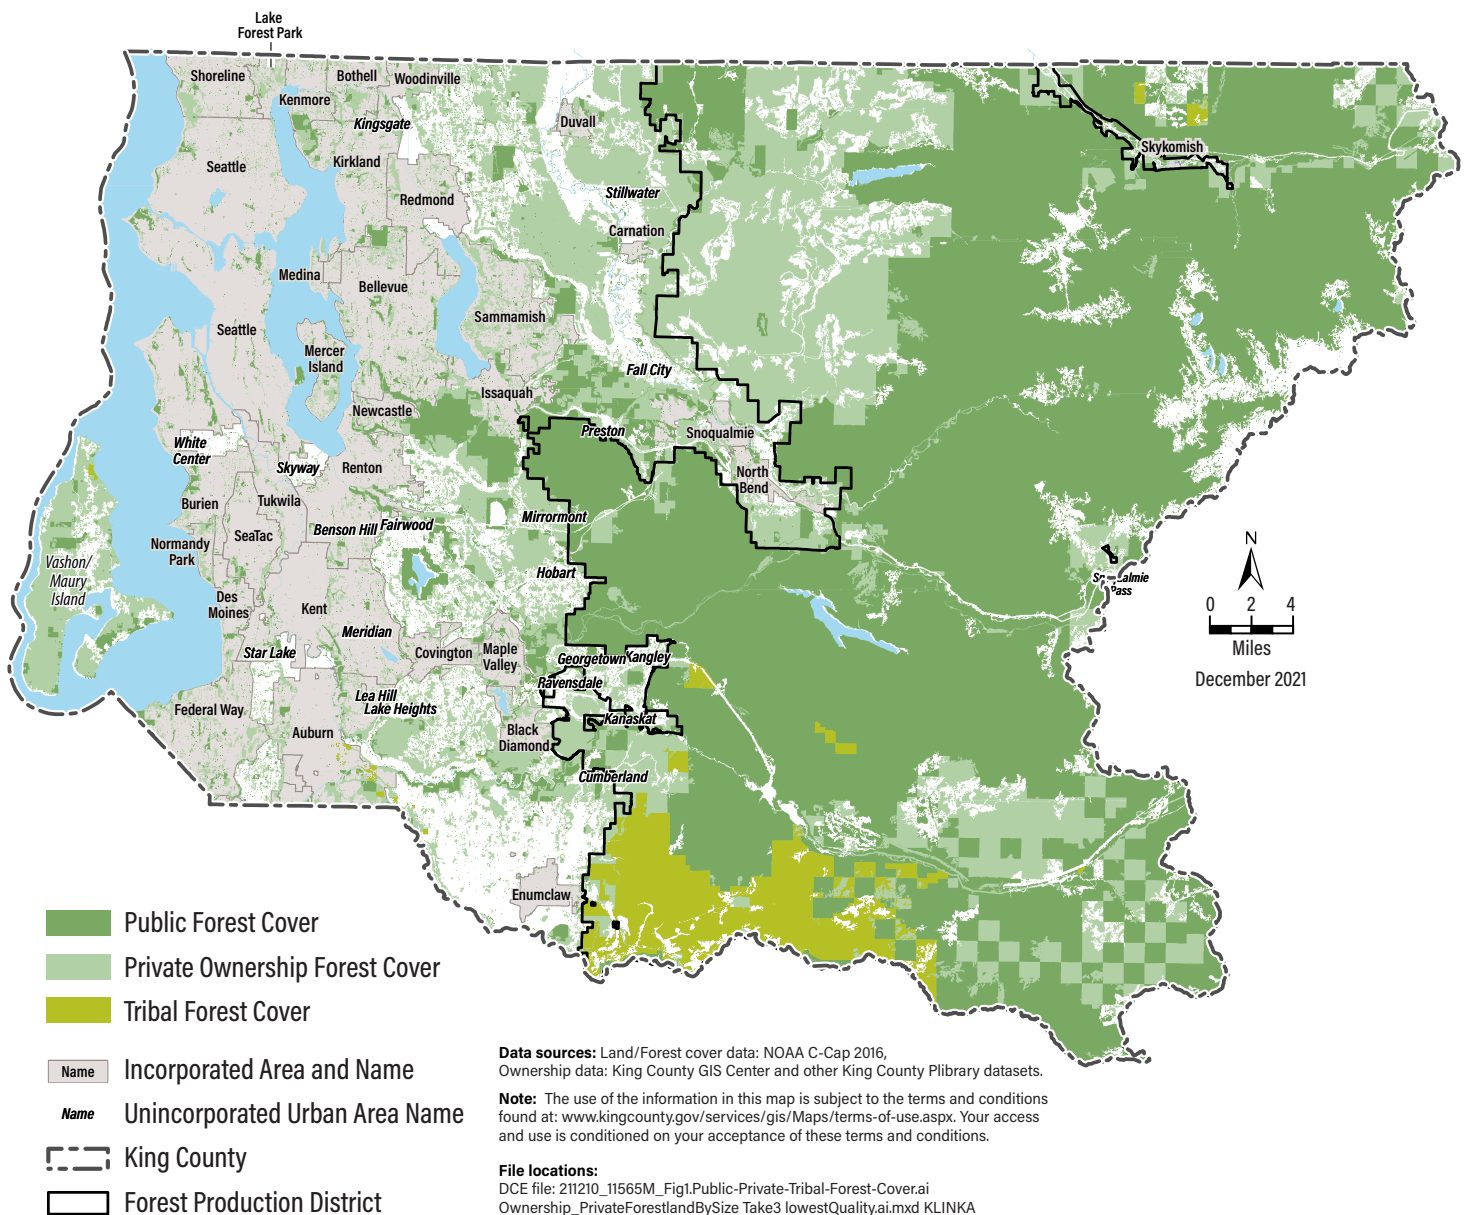 Lake
Forest Park
Shoreline
Bothell
Woodinville
Kenmore
Kingsgate
Duvall
Skykomish
Seattle
Kirkland
Redmond
Stillwater
Carnation
Medina
Bellevue
Sammamish
Seattle
Mercer
Island
Fall City
Issaquah
Newcastle
Preston
Snoqualmie
White
Center
Skyway
Renton
North
Bend
Burien
Tukwila
Mirrormont
Benson Hill
Fairwood
SeaTac
Normandy
Park
Vashon/
Maury
Island
Hobart
Pass
N
0 2 4
Miles
December 2021
Des
Moines
Kent
Meridian
Star Lake
Covington
Maple
Valley
Georgetown
Kangley
Ravensdale
Lea Hill
Lake Heights
Federal Way
Auburn
Black
Diamond
Kanaskat
Cumberland
Enumclaw
Public Forest Cover
Private Ownership Forest Cover
Tribal Forest Cover
Name Incorporated Area and Name
Name Unincorporated Urban Area Name
King County
Forest Production District
Data sources: Land/Forest cover data: NOAA C-Cap 2016,
Ownership data: King County GIS Center and other King County Plibrary datasets.
Note: The use of the information in this map is subject to the terms and conditions
found at: www.kingcounty.gov/services/gis/Maps/terms-of-use.aspx. Your access
and use is conditioned on your acceptance of these terms and conditions.
File locations:
DCE file: 211210_11565M_Fig1.Public-Private-Tribal-Forest-Cover.ai
Ownership_PrivateForestlandBySize Take3 lowestQuality.ai.mxd KLINKA